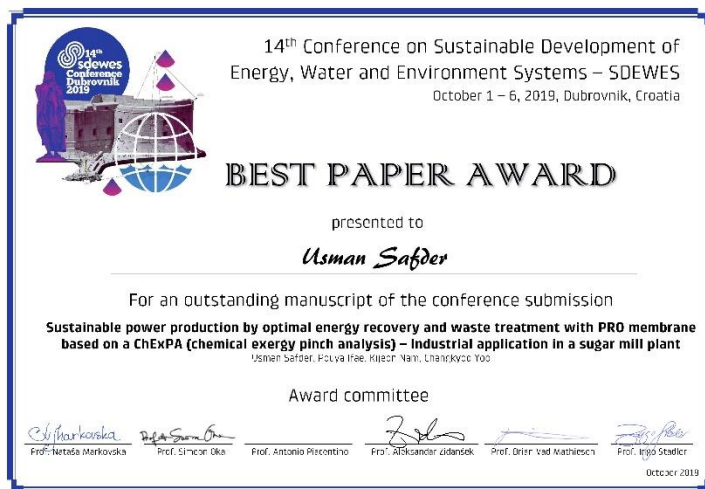 14th
sdewes
Conference
Dubrovnik
2019
14th Conference on Sustainable Development of
Energy, Water and Environment Systems – SDEWES
October 1 – 6, 2019, Dubrovnik, Croatia
BEST PAPER AWARD
presented to
Usman Safder
For an outstanding manuscript of the conference submission
Sustainable power production by optimal energy recovery and waste treatment with PRO membrane
based on a ChExPA (chemical exergy pinch analysis) – industrial application in a sugar mill plant
Usman Safder, Pouya Ifae, Kijeon Nam, ChangKyoo Yoo
Award committee
Prof. Nataša Markovska
Prof. Simeon Oka
Prof. Antonio Piacentino
Prof. Aleksandar Zidanšek
Prof. Brian Vad Mathiesen
Prof. Ingo Stadler
October 2019